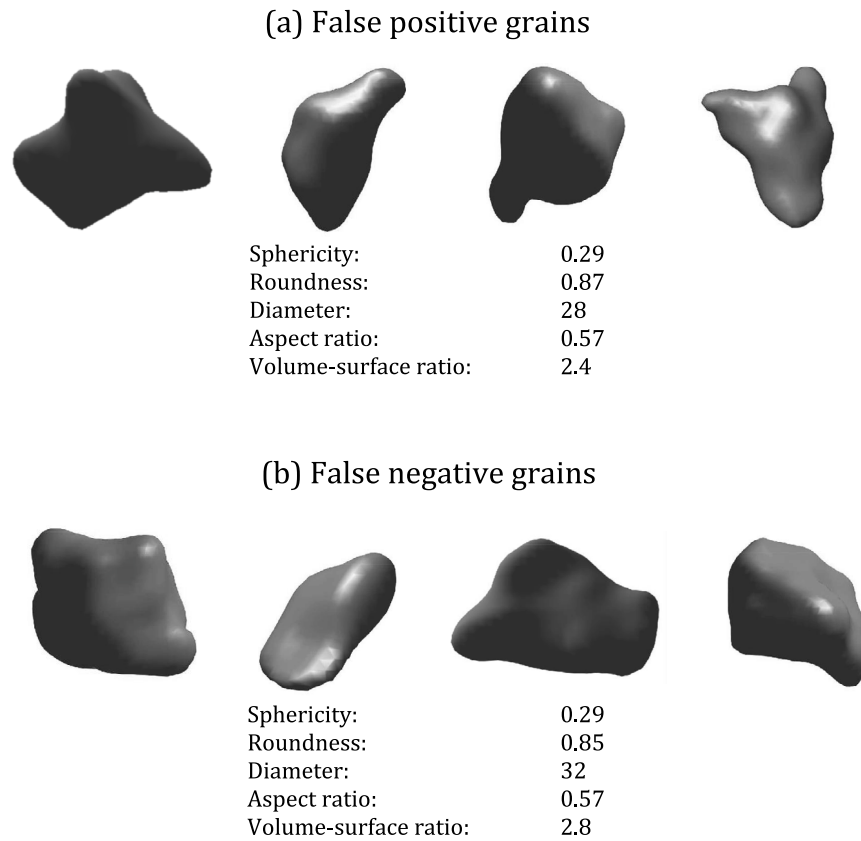 (a) False positive grains
Sphericity: 0.29
Roundness: 0.87
Diameter: 28
Aspect ratio: 0.57
Volume-surface ratio: 2.4
(b) False negative grains
Sphericity: 0.29
Roundness: 0.85
Diameter: 32
Aspect ratio: 0.57
Volume-surface ratio: 2.8